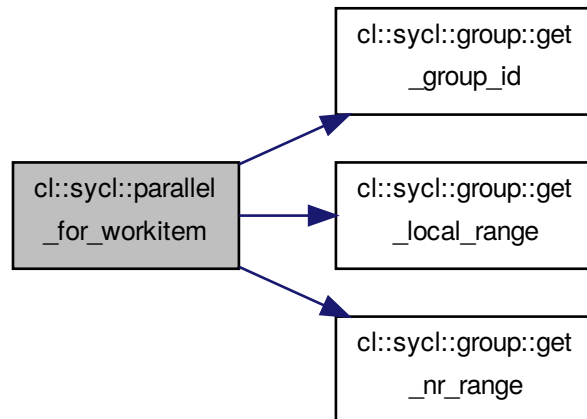 cl::sycl::group::get
_group_id
cl::sycl::parallel
_for_workitem
cl::sycl::group::get
_local_range
cl::sycl::group::get
_nr_range